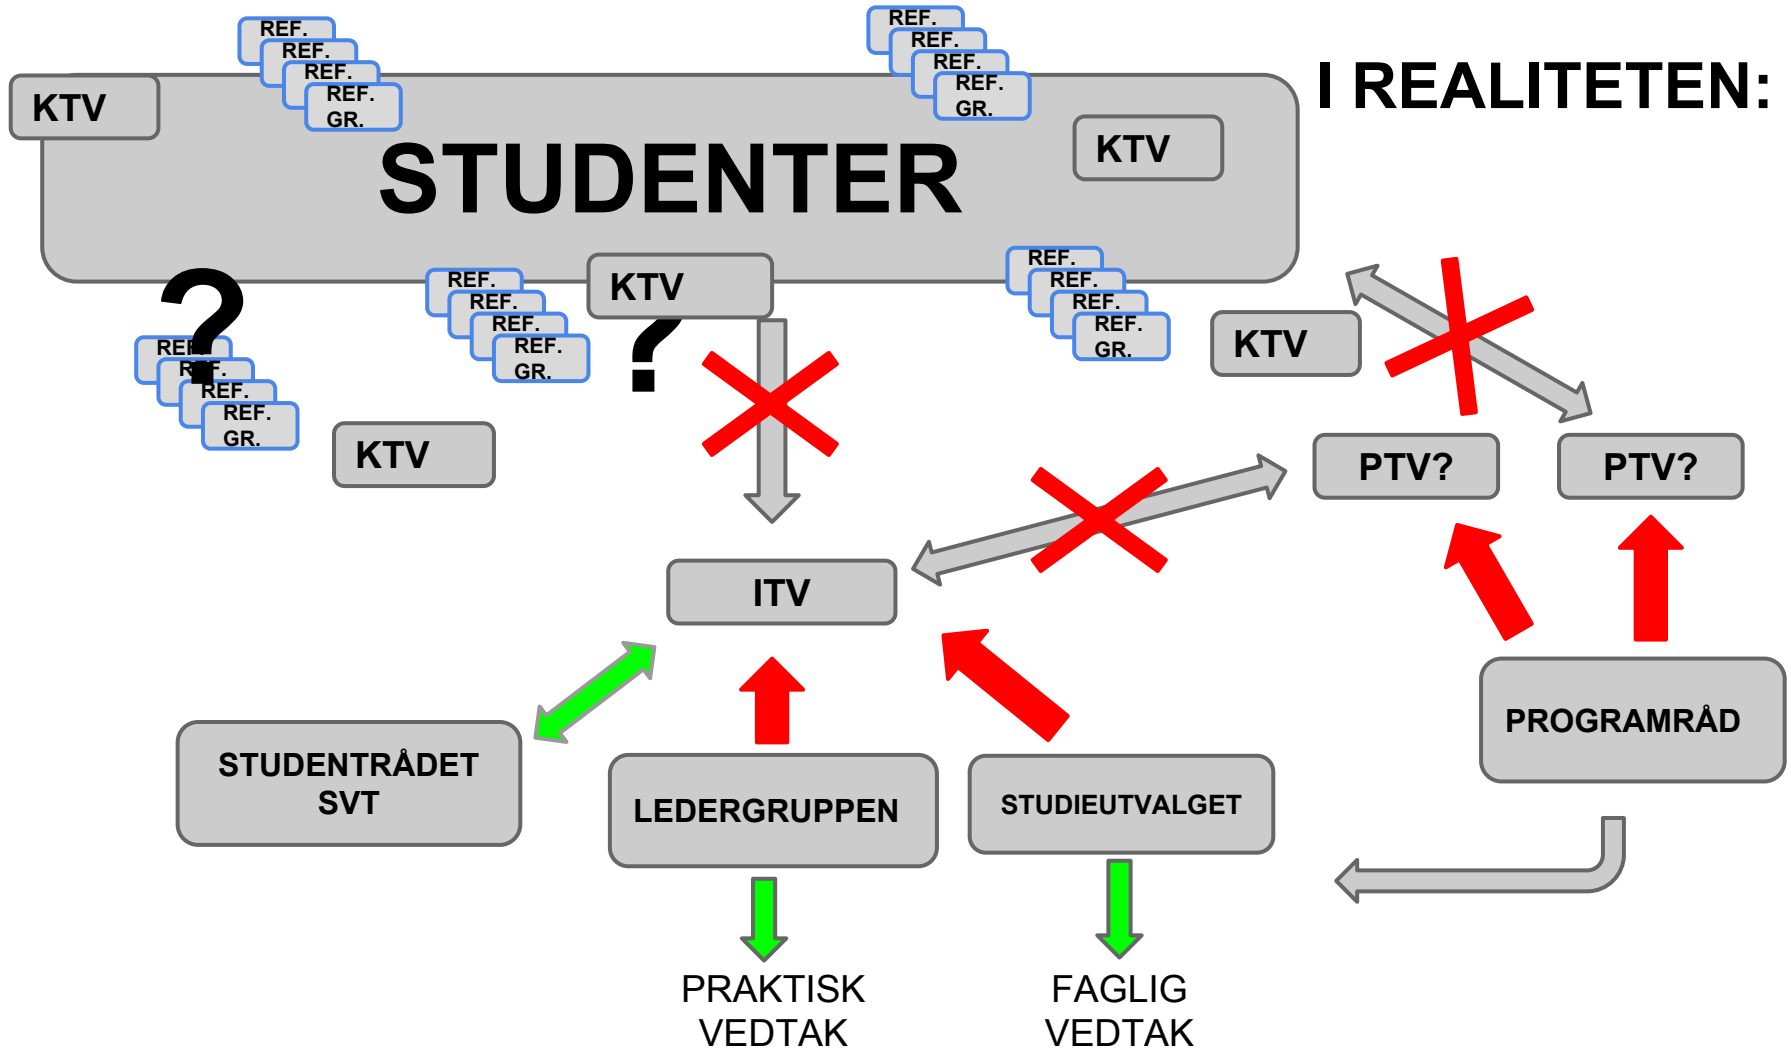 REF.
REF.
REF.
REF.
GR.
REF.
REF.
REF.
REF.
GR.
I REALITETEN:
KTV
KTV
STUDENTER
?
REF.
REF.
REF.
REF.
GR.
KTV
?
REF.
REF.
REF.
REF.
GR.
KTV
REF.
REF.
REF.
REF.
GR.
KTV
PTV?
PTV?
ITV
STUDENTRÅDET
SVT
LEDERGRUPPEN
STUDIEUTVALGET
PROGRAMRÅD
PRAKTISK
VEDTAK
FAGLIG
VEDTAK